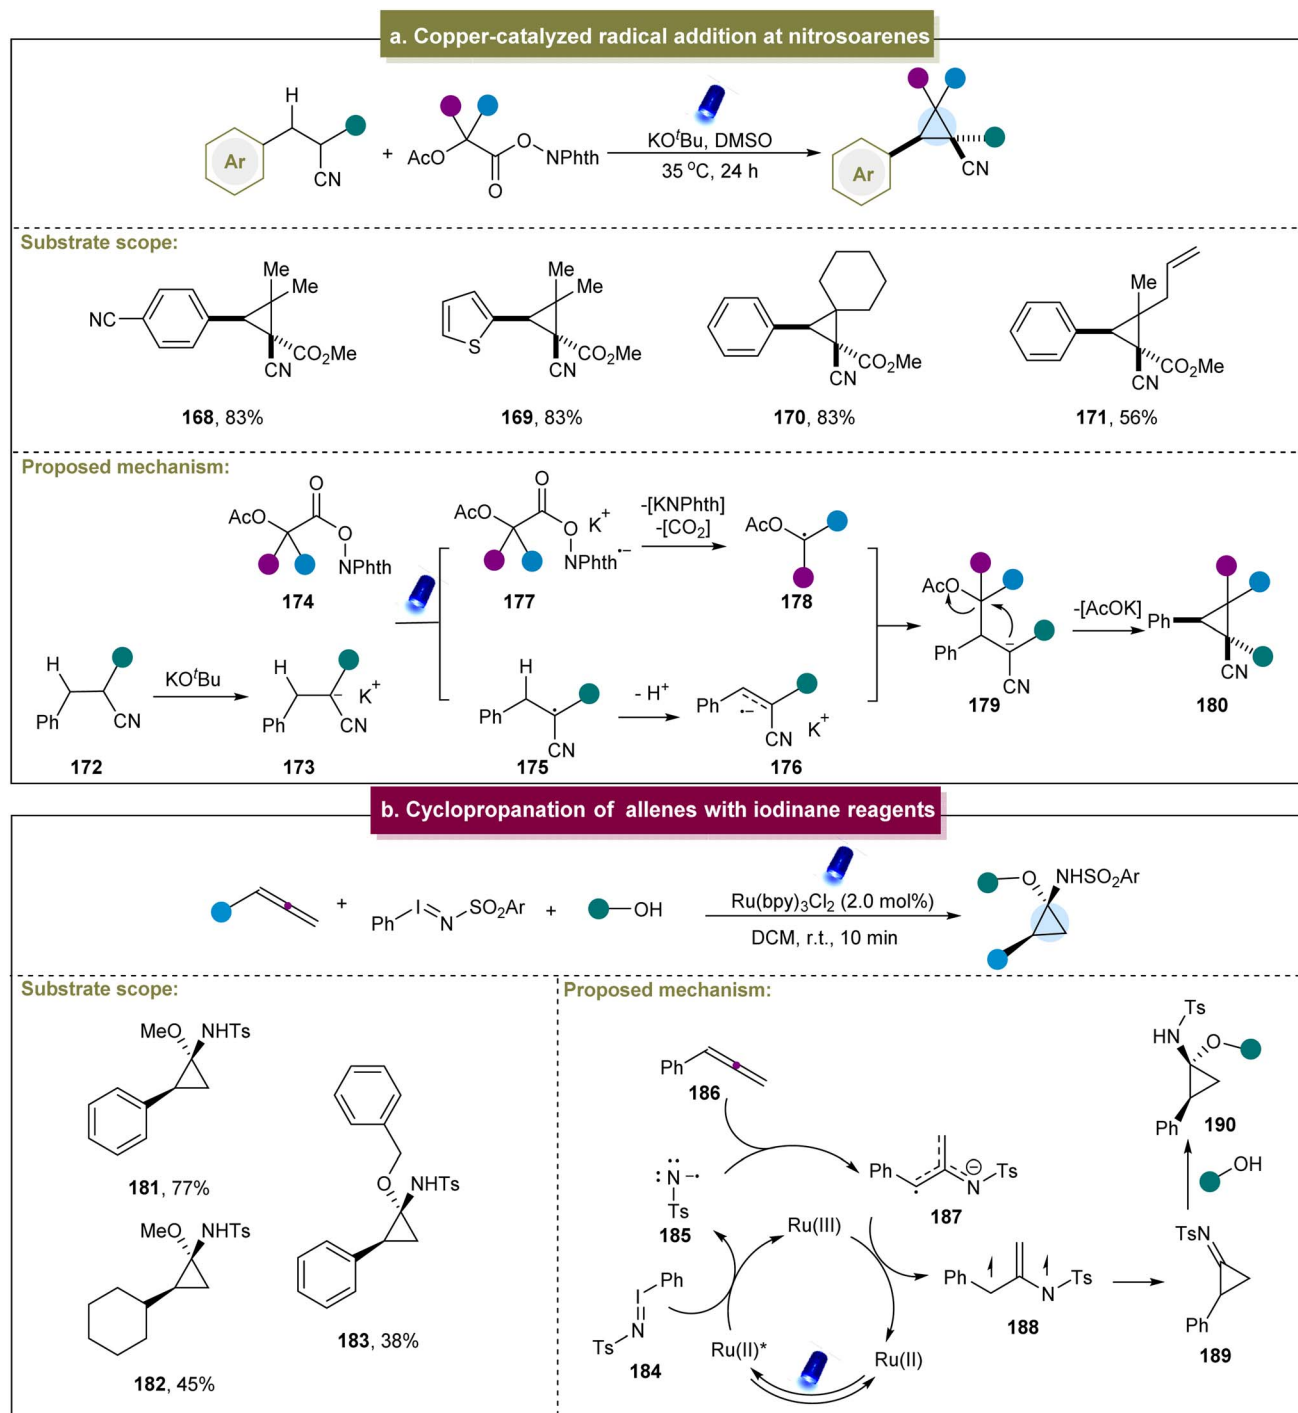 a. Copper-catalyzed radical addition at nitrosoarenes
H
Ar
CN
+
AcO
O
O
NPhth
KOᵗBu, DMSO
35 °C, 24 h
Ar
CN
Substrate scope:
NC
Me
Me
CO₂Me
CN
168, 83%
S
Me
Me
CO₂Me
CN
169, 83%
CO₂Me
CN
170, 83%
Me
CO₂Me
CN
171, 56%
Proposed mechanism:
AcO
O
O
NPhth
174
AcO
O
O
K⁺
NPhth•−
177
-[KNPhth]
-[CO₂]
AcO
178
H
Ph
CN
172
KOᵗBu
H
Ph
CN
K⁺
173
H
Ph
CN
175
- H⁺
Ph
•−
CN
K⁺
176
AcO
Ph
CN
179
-[AcOK]
Ph
CN
180
b. Cyclopropanation of allenes with iodinane reagents
+
Ph
I
N
SO₂Ar
+
OH
Ru(bpy)₃Cl₂ (2.0 mol%)
DCM, r.t., 10 min
O
NHSO₂Ar
Substrate scope:
MeO
NHTs
181, 77%
MeO
NHTs
182, 45%
O
NHTs
183, 38%
Proposed mechanism:
Ph
186
N
Ts
185
Ph
N
Ts
187
Ru(III)
Ph
I
N
Ts
184
Ru(II)*
Ru(II)
Ph
N
Ts
188
TsN
Ph
189
OH
Ts
HN
O
Ph
190